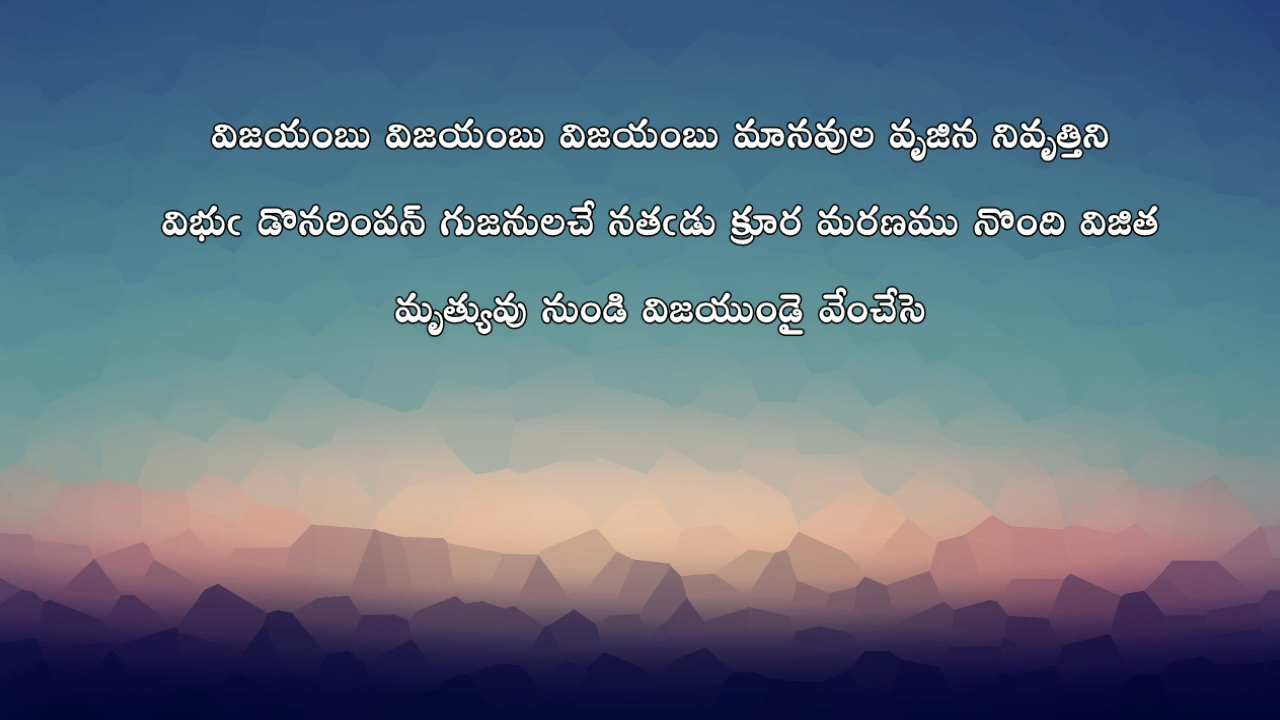 విజయంబు విజయంబు విజయంబు మానవుల వృజిన నివృత్తిని
విభుఁ డొనరింపన్ గుజనులచే నతఁడు క్రూర మరణము నొంది విజిత
మృత్యువు నుండి విజయుండై వేంచేసె